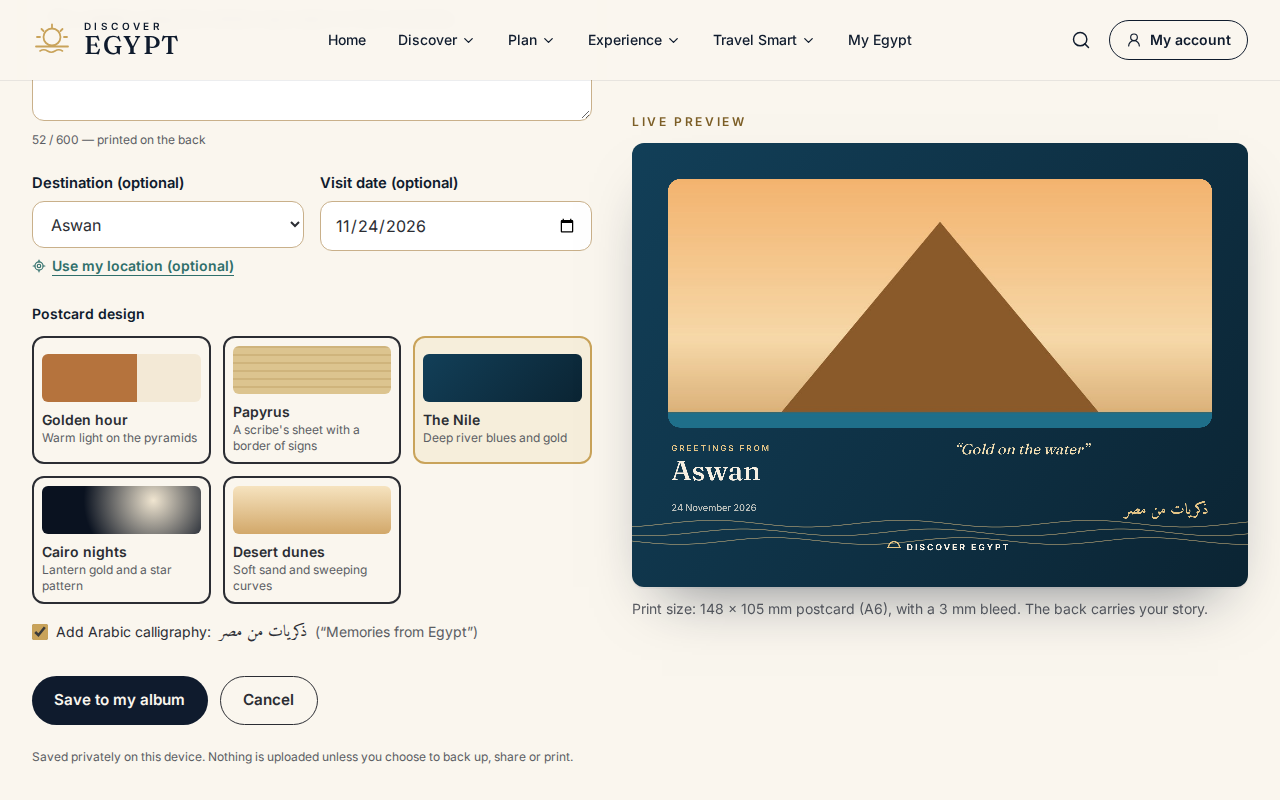 DISCOVER
EGYPT
Home
Discover
Plan
Experience
Travel Smart
My Egypt
My account
52 / 600 — printed on the back
Destination (optional)
Visit date (optional)
Aswan
11/24/2026
Use my location (optional)
Postcard design
Golden hour
Warm light on the pyramids
Papyrus
A scribe's sheet with a
border of signs
The Nile
Deep river blues and gold
Cairo nights
Lantern gold and a star
pattern
Desert dunes
Soft sand and sweeping
curves
Add Arabic calligraphy: ذكريات من مصر (“Memories from Egypt”)
Save to my album
Cancel
Saved privately on this device. Nothing is uploaded unless you choose to back up, share or print.
LIVE PREVIEW
GREETINGS FROM
Aswan
“Gold on the water”
24 November 2026
ذكريات من مصر
DISCOVER EGYPT
Print size: 148 × 105 mm postcard (A6), with a 3 mm bleed. The back carries your story.